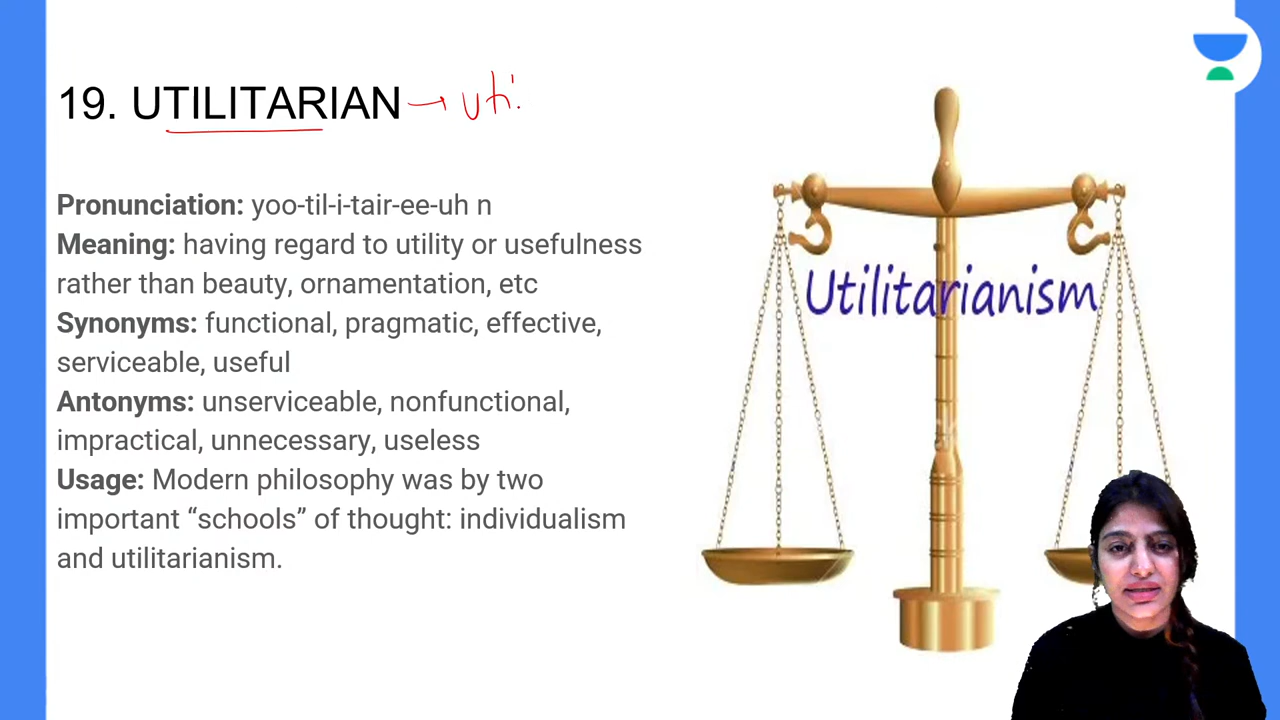 19. UTILITARIAN → uti
Pronunciation: yoo-til-i-tair-ee-uh n
Meaning: having regard to utility or usefulness
rather than beauty, ornamentation, etc
Synonyms: functional, pragmatic, effective,
serviceable, useful
Antonyms: unserviceable, nonfunctional,
impractical, unnecessary, useless
Usage: Modern philosophy was by two
important “schools” of thought: individualism
and utilitarianism.
Utilitarianism